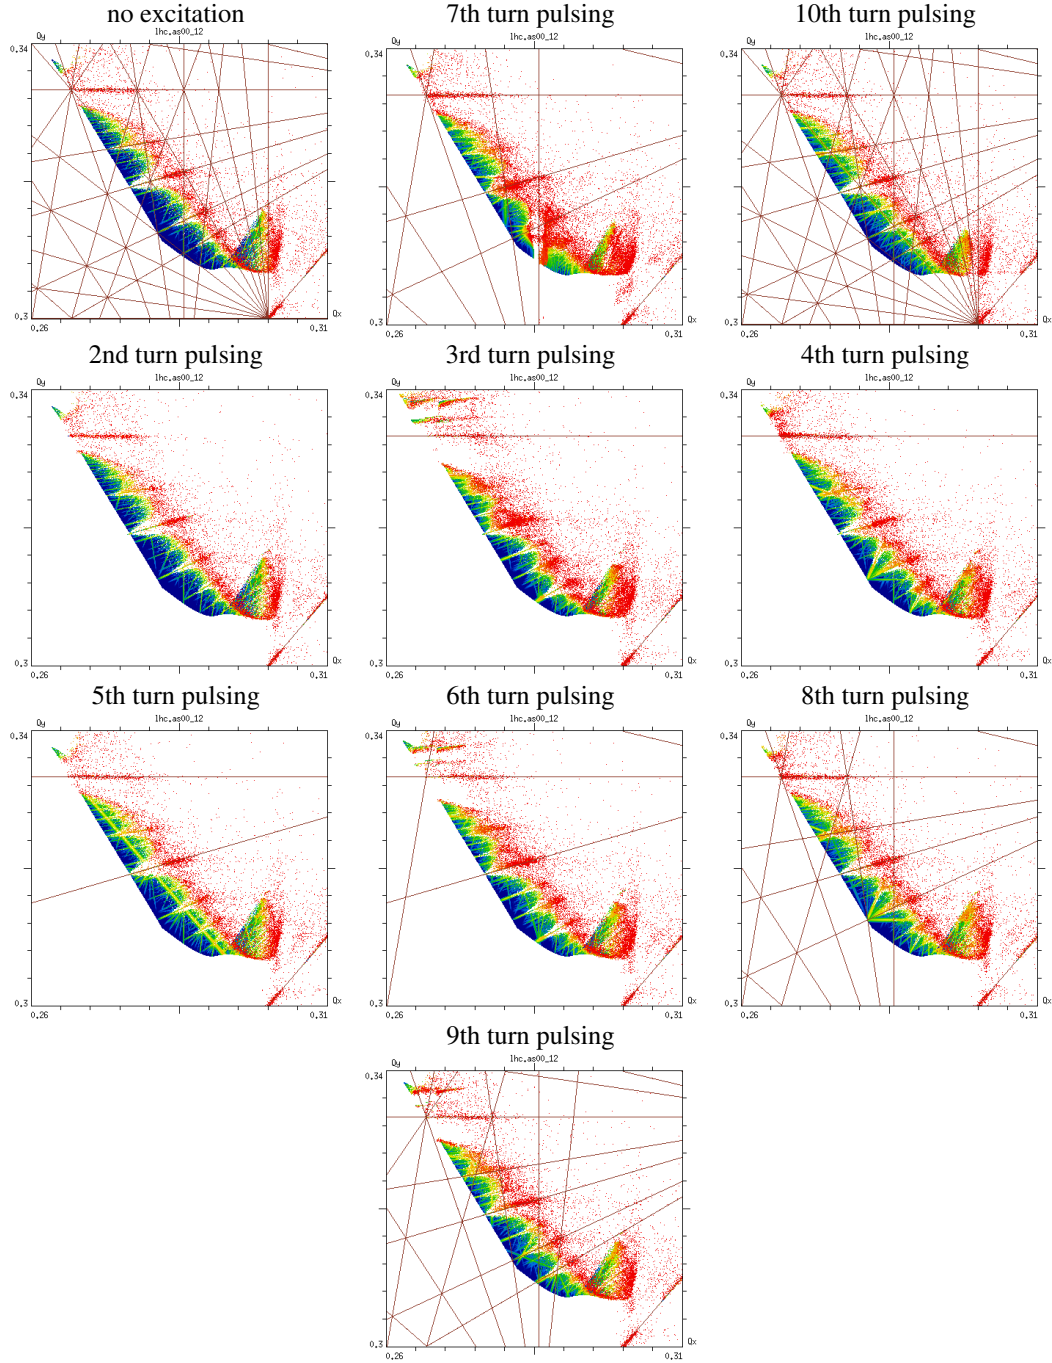 no excitation
7th turn pulsing
10th turn pulsing
lhc.as00_12
lhc.as00_12
lhc.as00_12
0.34
Qy
0.34
Qy
0.34
Qy
0.3
Qx
0.3
Qx
0.3
Qx
0.26
0.31
0.26
0.31
0.26
0.31
2nd turn pulsing
3rd turn pulsing
4th turn pulsing
lhc.as00_12
lhc.as00_12
lhc.as00_12
0.34
Qy
0.34
Qy
0.34
Qy
0.3
Qx
0.3
Qx
0.3
Qx
0.26
0.31
0.26
0.31
0.26
0.31
5th turn pulsing
6th turn pulsing
8th turn pulsing
lhc.as00_12
lhc.as00_12
lhc.as00_12
0.34
Qy
0.34
Qy
0.34
Qy
0.3
Qx
0.3
Qx
0.3
Qx
0.26
0.31
0.26
0.31
0.26
0.31
9th turn pulsing
lhc.as00_12
0.34
Qy
0.3
Qx
0.26
0.31